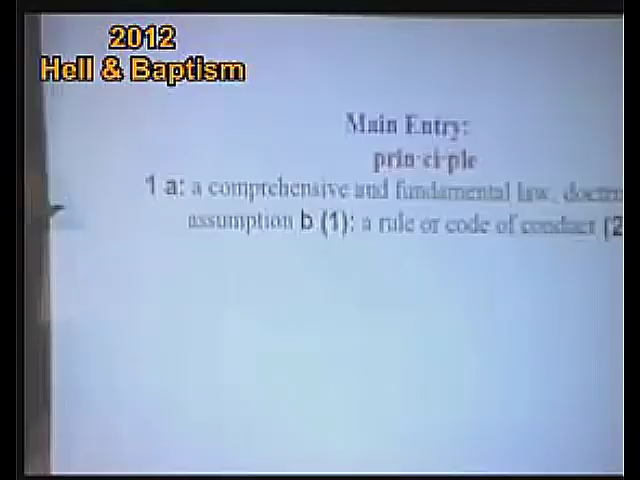 2012
Hell & Baptism
Main Entry:
prin·ci·ple
1 a: a comprehensive and fundamental law,
assumption b (1): a rule or code of conduct (2